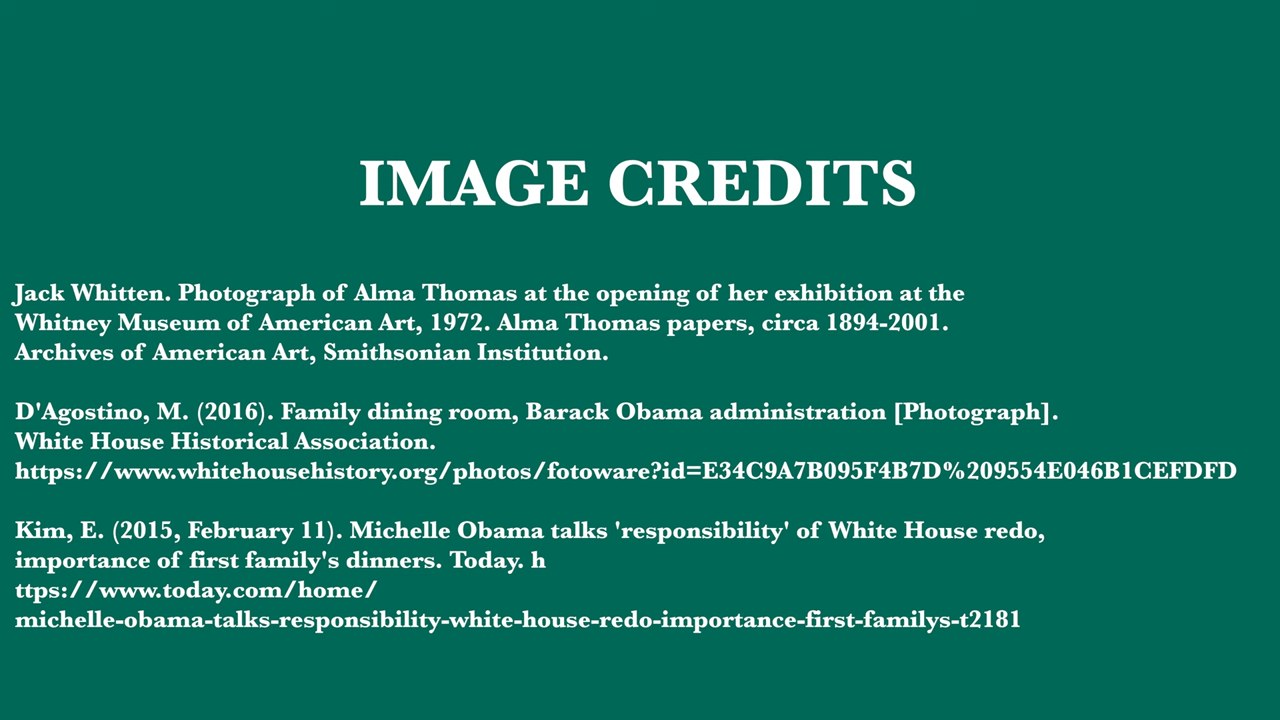 IMAGE CREDITS
Jack Whitten. Photograph of Alma Thomas at the opening of her exhibition at the
Whitney Museum of American Art, 1972. Alma Thomas papers, circa 1894-2001.
Archives of American Art, Smithsonian Institution.
D'Agostino, M. (2016). Family dining room, Barack Obama administration [Photograph].
White House Historical Association.
https://www.whitehousehistory.org/photos/fotoware?id=E34C9A7B095F4B7D%209554E046B1CEFDFD
Kim, E. (2015, February 11). Michelle Obama talks 'responsibility' of White House redo,
importance of first family's dinners. Today. h
ttps://www.today.com/home/
michelle-obama-talks-responsibility-white-house-redo-importance-first-familys-t2181